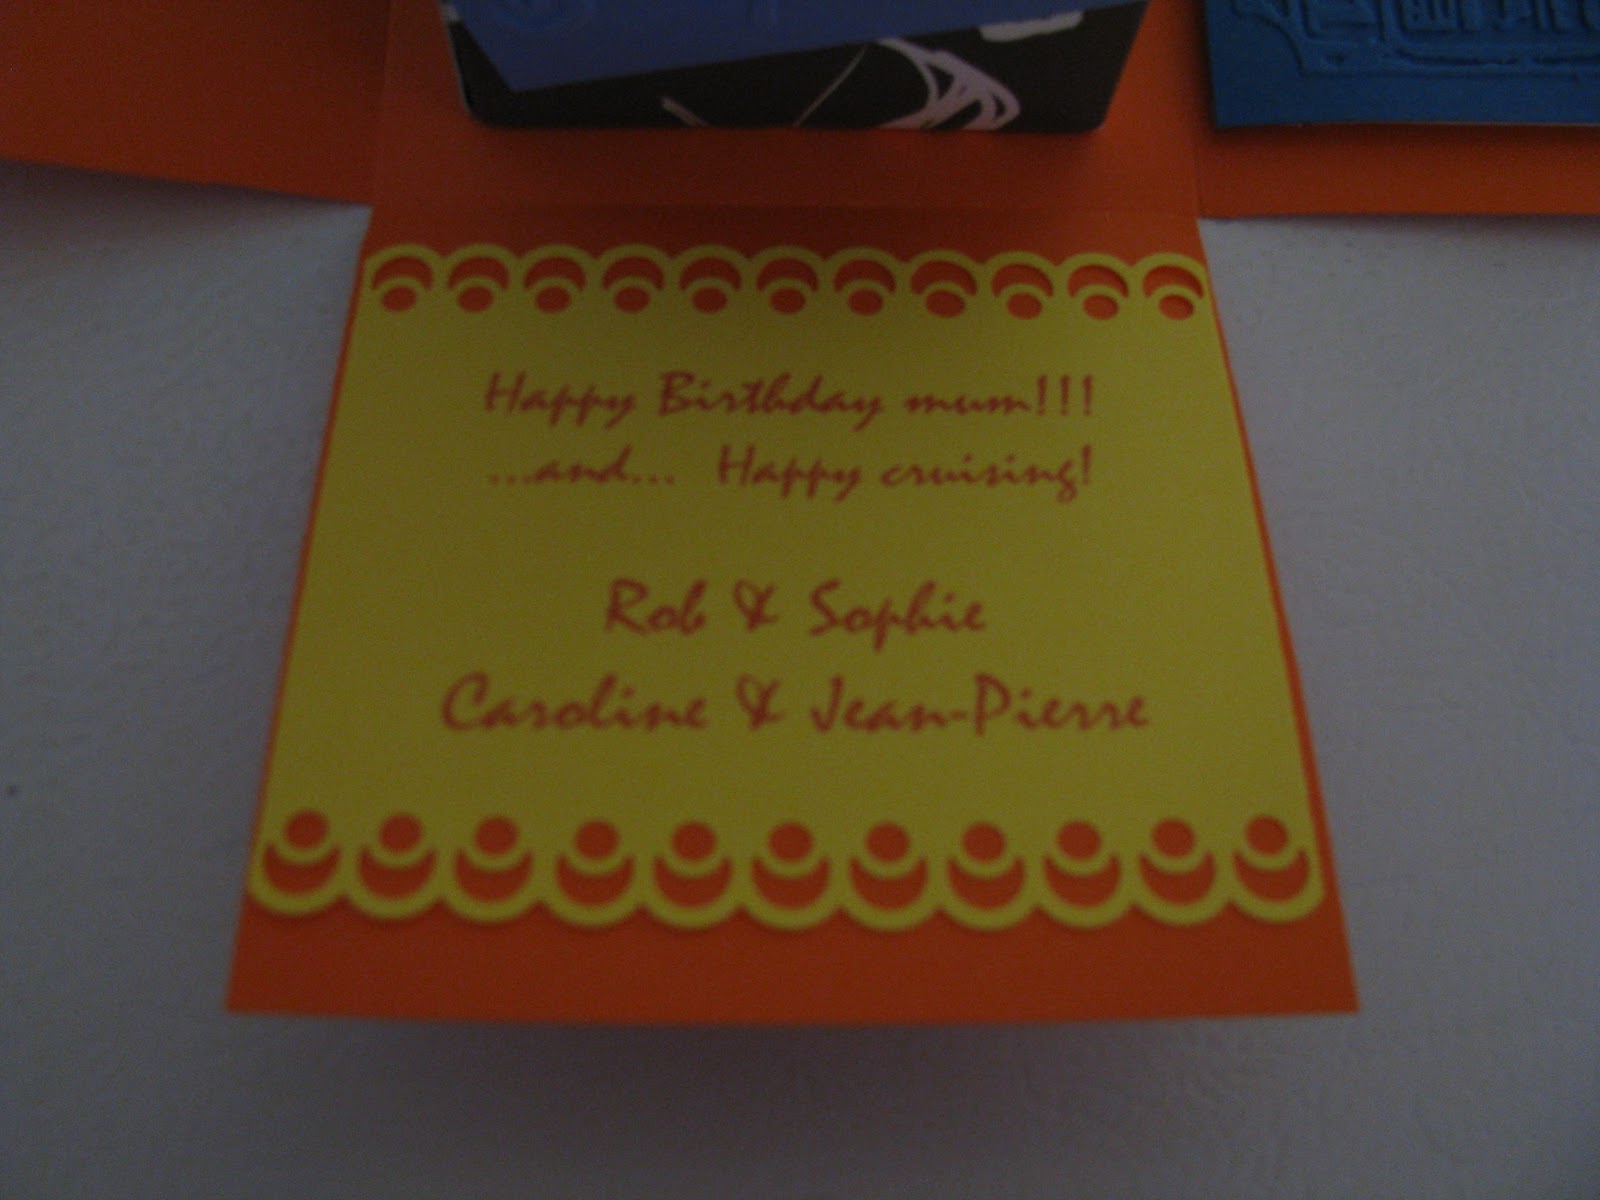 Happy Birthday mum!!!
...and... Happy cruising!
Rob & Sophie
Caroline & Jean-Pierre